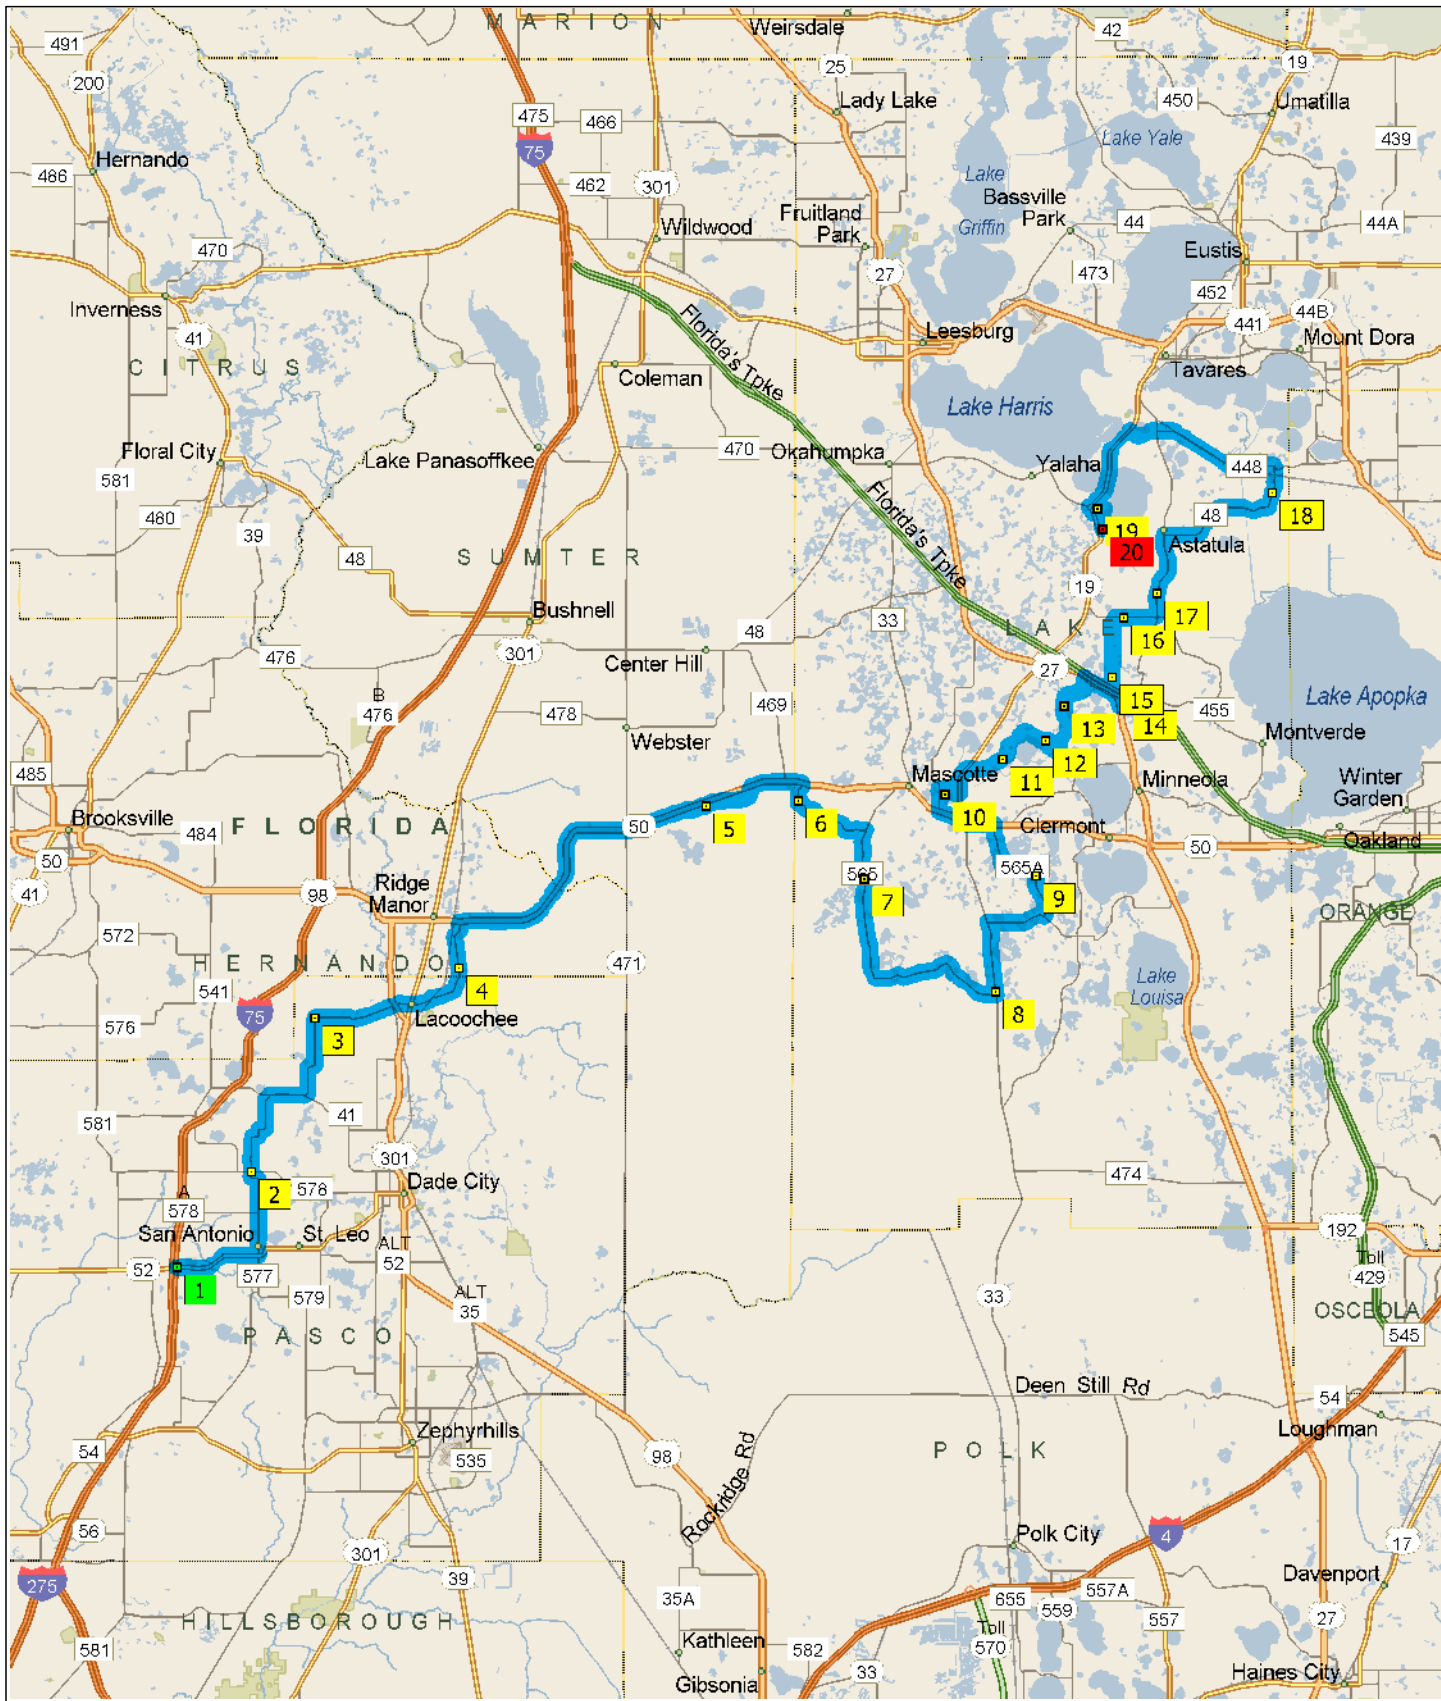 MARION
Weirsdale
491
42
19
200
25
Lady Lake
450
Umatilla
475
466
75
Lake Yale
439
Hernando
486
462
301
Lake
Griffin
Bassville
Park
Fruitland
Park
44
44A
Wildwood
470
Eustis
27
473
452
Inverness
41
Florida's Tpke
441
44B
Leesburg
Mount Dora
CITRUS
Coleman
Tavares
Lake Harris
Floral City
Lake Panasoffkee
470
Okahumpka
Yalaha
448
581
Florida's Tpke
480
39
48
18
19
20
Astatula
48
SUMTER
19
Bushnell
33
17
LAKE
16
48
476
301
Center Hill
27
Lake Apopka
B
476
478
469
15
455
14
Webster
13
Montverde
485
12
Mascotte
11
Minneola
Winter
Garden
Brooksville
484
FLORIDA
50
5
6
10
Clermont
50
Oakland
50
41
98
Ridge
Manor
565
565A
7
9
ORANGE
572
HERNANDO
471
541
4
Lake
Louisa
75
576
Lacoochee
8
3
41
581
301
474
2
578
Dade City
A
578
San Antonio
St. Leo
ALT
52
192
52
577
Toll
429
1
579
ALT
35
33
OSCEOLA
PASCO
545
Deen Still Rd
54
Loughman
Zephyrhills
54
535
98
Rockridge Rd
POLK
56
Polk City
4
301
17
275
39
Davenport
35A
655
559
557A
557
HILLSBOROUGH
Toll
570
27
581
Kathleen
582
33
Gibsonia
Haines City